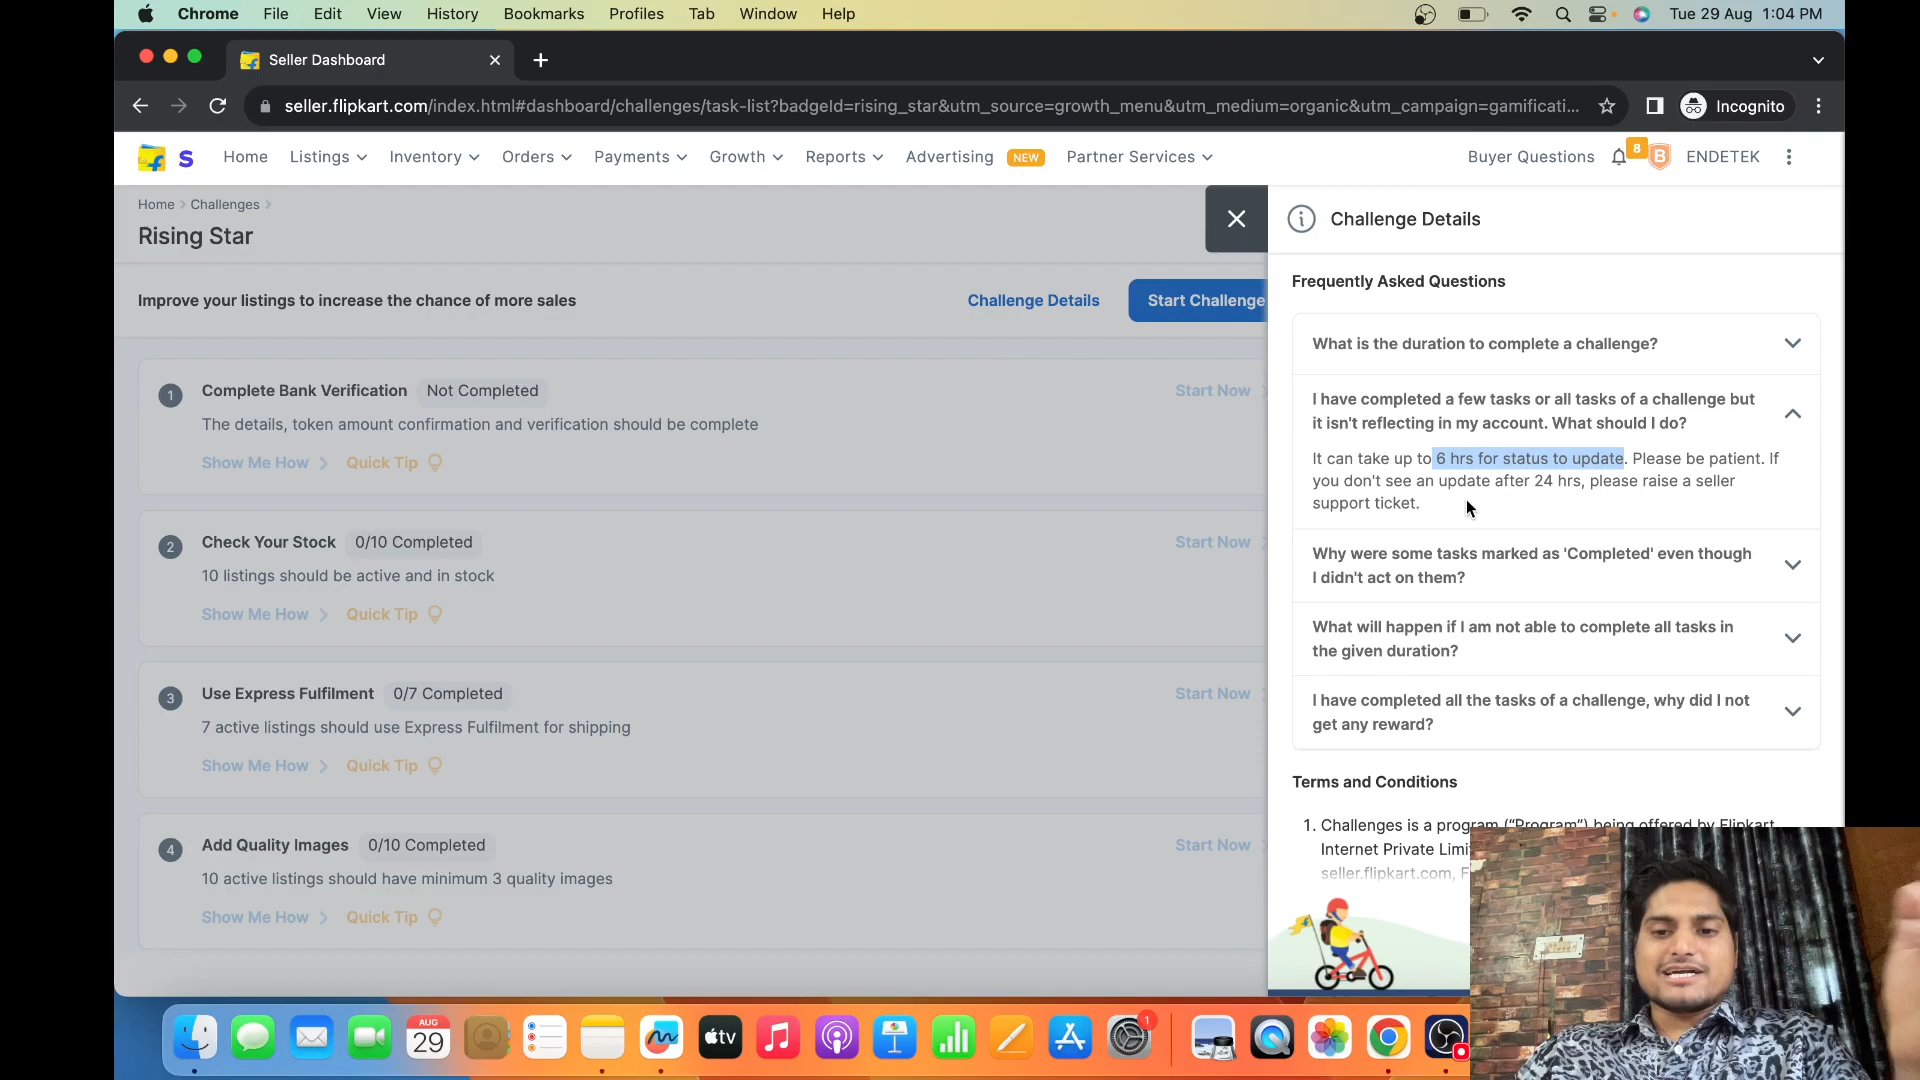 Chrome File Edit View History Bookmarks Profiles Tab Window Help Tue 29 Aug 1:04 PM
Seller Dashboard
seller.flipkart.com/index.html#dashboard/challenges/task-list?badgeId=rising_star&utm_source=growth_menu&utm_medium=organic&utm_campaign=gamificati... Incognito
S Home Listings Inventory Orders Payments Growth Reports Advertising NEW Partner Services Buyer Questions 8 B ENDETEK
Home > Challenges >
Rising Star
Improve your listings to increase the chance of more sales Challenge Details Start Challenge
1 Complete Bank Verification Not Completed Start Now
The details, token amount confirmation and verification should be complete
Show Me How > Quick Tip
2 Check Your Stock 0/10 Completed Start Now
10 listings should be active and in stock
Show Me How > Quick Tip
3 Use Express Fulfilment 0/7 Completed Start Now
7 active listings should use Express Fulfilment for shipping
Show Me How > Quick Tip
4 Add Quality Images 0/10 Completed Start Now
10 active listings should have minimum 3 quality images
Show Me How > Quick Tip
Challenge Details
Frequently Asked Questions
What is the duration to complete a challenge?
I have completed a few tasks or all tasks of a challenge but
it isn't reflecting in my account. What should I do?
It can take up to 6 hrs for status to update. Please be patient. If
you don't see an update after 24 hrs, please raise a seller
support ticket.
Why were some tasks marked as 'Completed' even though
I didn't act on them?
What will happen if I am not able to complete all tasks in
the given duration?
I have completed all the tasks of a challenge, why did I not
get any reward?
Terms and Conditions
1. Challenges is a program (“Program”) being offered by Flipkart
Internet Private Limi
seller.flipkart.com, F
AUG
29
tv
1